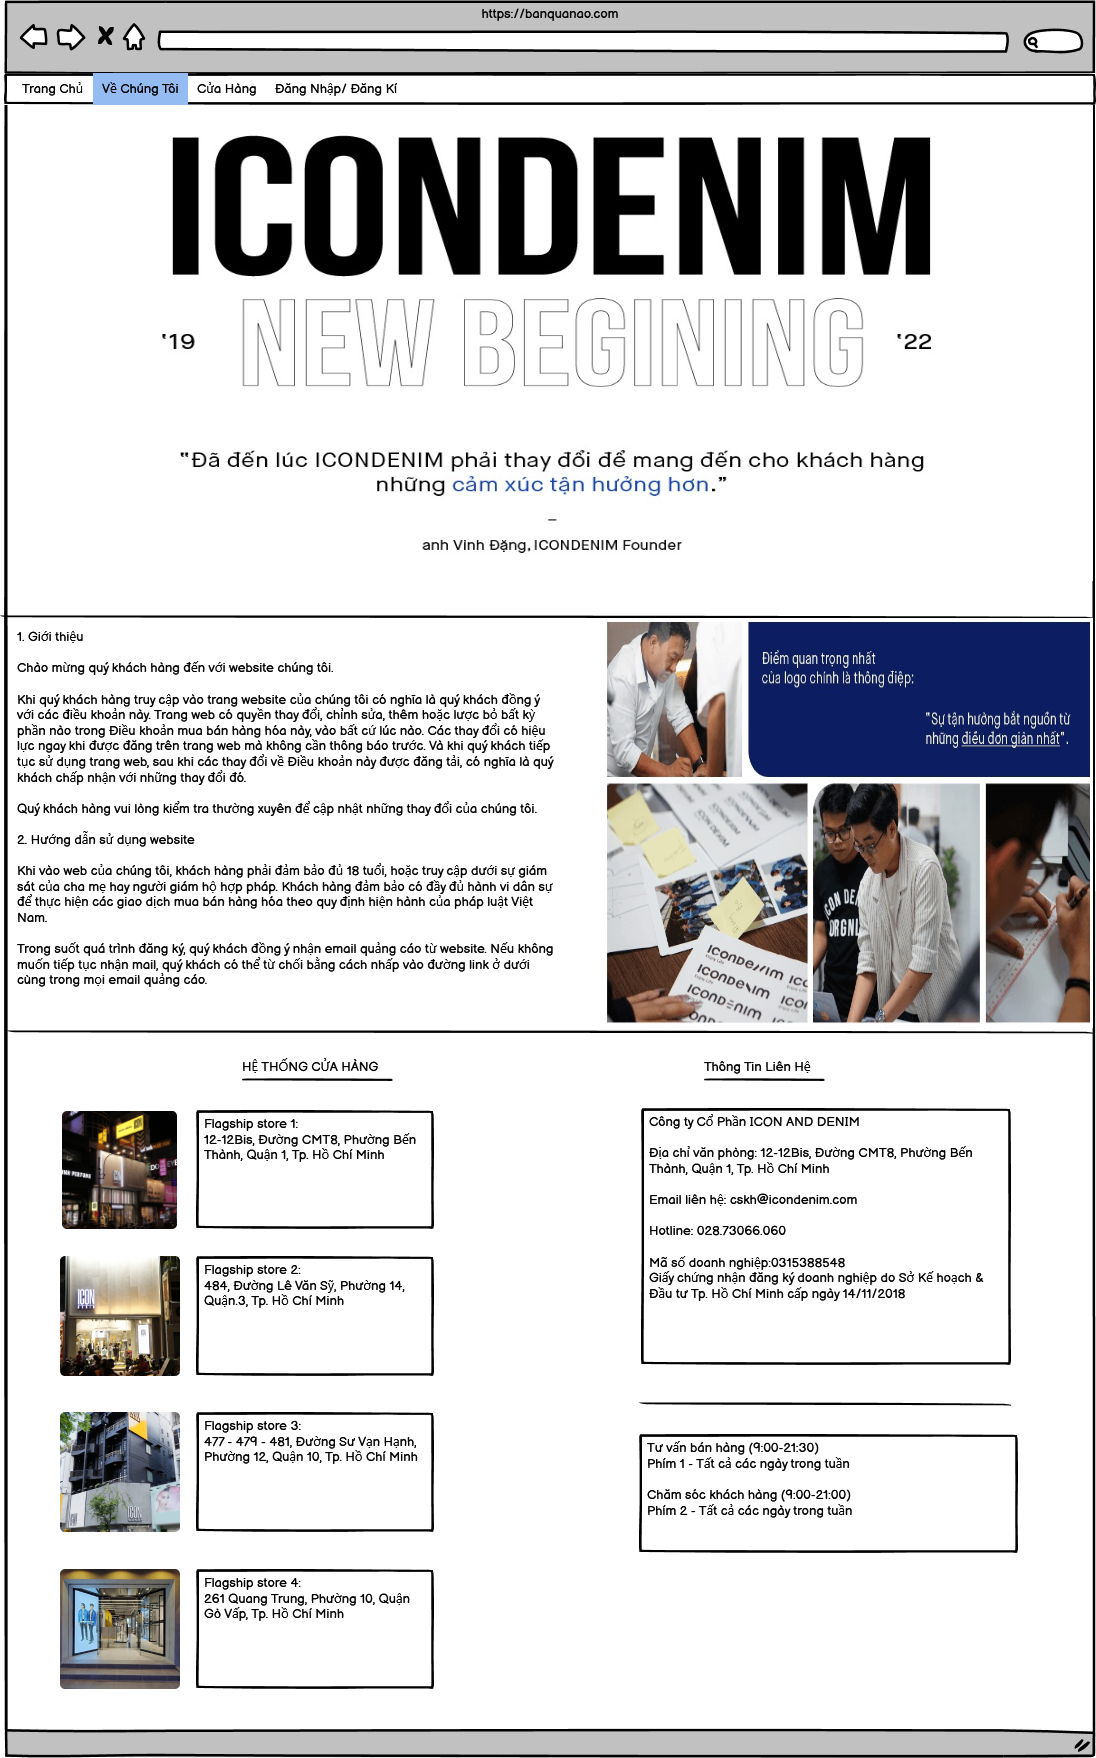 https://banquanao.com
Trang Chủ Về Chúng Tôi Cửa Hàng Đăng Nhập/ Đăng Kí
ICONDENIM
'19 NEW BEGINING '22
"Đã đến lúc ICONDENIM phải thay đổi để mang đến cho khách hàng
những cảm xúc tận hưởng hơn."
–
anh Vinh Đặng, ICONDENIM Founder
1. Giới thiệu
Chào mừng quý khách hàng đến với website chúng tôi.
Khi quý khách hàng truy cập vào trang website của chúng tôi có nghĩa là quý khách đồng ý
với các điều khoản này. Trang web có quyền thay đổi, chỉnh sửa, thêm hoặc lược bỏ bất kỳ
phần nào trong Điều khoản mua bán hàng hóa này, vào bất cứ lúc nào. Các thay đổi có hiệu
lực ngay khi được đăng trên trang web mà không cần thông báo trước. Và khi quý khách tiếp
tục sử dụng trang web, sau khi các thay đổi về Điều khoản này được đăng tải, có nghĩa là quý
khách chấp nhận với những thay đổi đó.
Quý khách hàng vui lòng kiểm tra thường xuyên để cập nhật những thay đổi của chúng tôi.
2. Hướng dẫn sử dụng website
Khi vào web của chúng tôi, khách hàng phải đảm bảo đủ 18 tuổi, hoặc truy cập dưới sự giám
sát của cha mẹ hay người giám hộ hợp pháp. Khách hàng đảm bảo có đầy đủ hành vi dân sự
để thực hiện các giao dịch mua bán hàng hóa theo quy định hiện hành của pháp luật Việt
Nam.
Trong suốt quá trình đăng ký, quý khách đồng ý nhận email quảng cáo từ website. Nếu không
muốn tiếp tục nhận mail, quý khách có thể từ chối bằng cách nhấp vào đường link ở dưới
cùng trong mọi email quảng cáo.
Điểm quan trọng nhất
của logo chính là thông điệp:
"Sự tận hưởng bắt nguồn từ
những điều đơn giản nhất".
ICON DEN
ORGNL
ICONDENIM
ICONDENIM
ICONDENIM
HỆ THỐNG CỬA HÀNG
Flagship store 1:
12-12Bis, Đường CMT8, Phường Bến
Thành, Quận 1, Tp. Hồ Chí Minh
ICON
Flagship store 2:
484, Đường Lê Văn Sỹ, Phường 14,
Quận.3, Tp. Hồ Chí Minh
Flagship store 3:
477 - 479 - 481, Đường Sư Vạn Hạnh,
Phường 12, Quận 10, Tp. Hồ Chí Minh
ICON
Flagship store 4:
261 Quang Trung, Phường 10, Quận
Gò Vấp, Tp. Hồ Chí Minh
Thông Tin Liên Hệ
Công ty Cổ Phần ICON AND DENIM
Địa chỉ văn phòng: 12-12Bis, Đường CMT8, Phường Bến
Thành, Quận 1, Tp. Hồ Chí Minh
Email liên hệ: cskh@icondenim.com
Hotline: 028.73066.060
Mã số doanh nghiệp:0315388548
Giấy chứng nhận đăng ký doanh nghiệp do Sở Kế hoạch &
Đầu tư Tp. Hồ Chí Minh cấp ngày 14/11/2018
Tư vấn bán hàng (9:00-21:30)
Phím 1 - Tất cả các ngày trong tuần
Chăm sóc khách hàng (9:00-21:00)
Phím 2 - Tất cả các ngày trong tuần